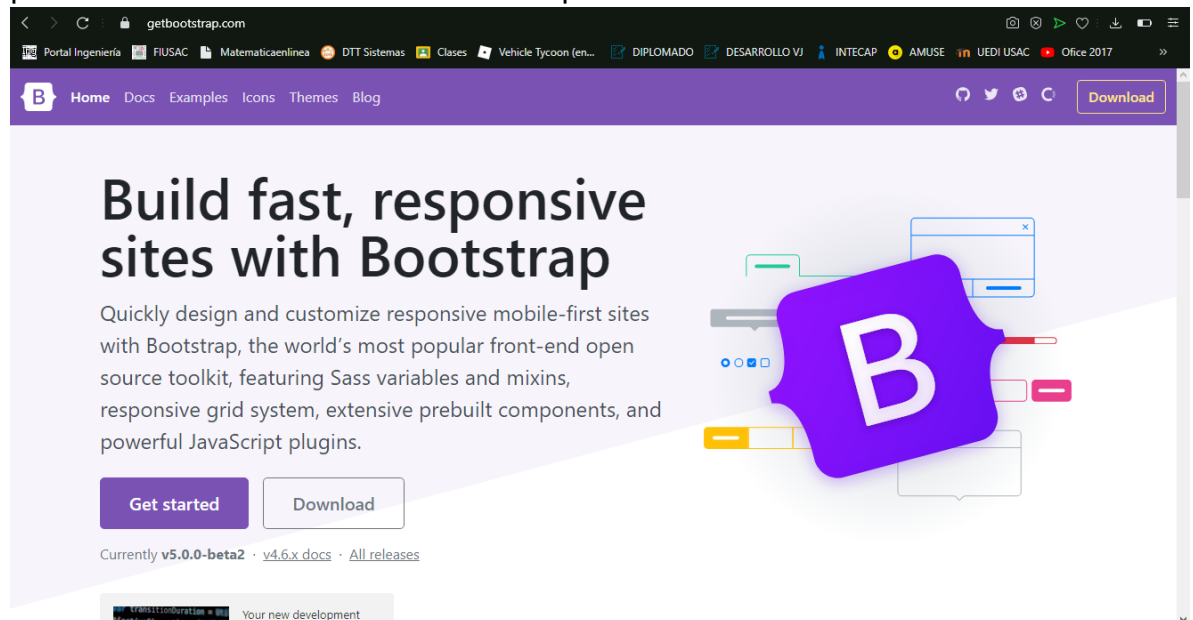 getbootstrap.com
Portal Ingeniería FIUSAC Matematicaenlinea DTT Sistemas Clases Vehicle Tycoon (en... DIPLOMADO DESARROLLO VJ INTECAP AMUSE UEDI USAC Ofice 2017 »
B Home Docs Examples Icons Themes Blog Download
Build fast, responsive
sites with Bootstrap
Quickly design and customize responsive mobile-first sites
with Bootstrap, the world’s most popular front-end open
source toolkit, featuring Sass variables and mixins,
responsive grid system, extensive prebuilt components, and
powerful JavaScript plugins.
B
Get started Download
Currently v5.0.0-beta2 · v4.6.x docs · All releases
Your new development